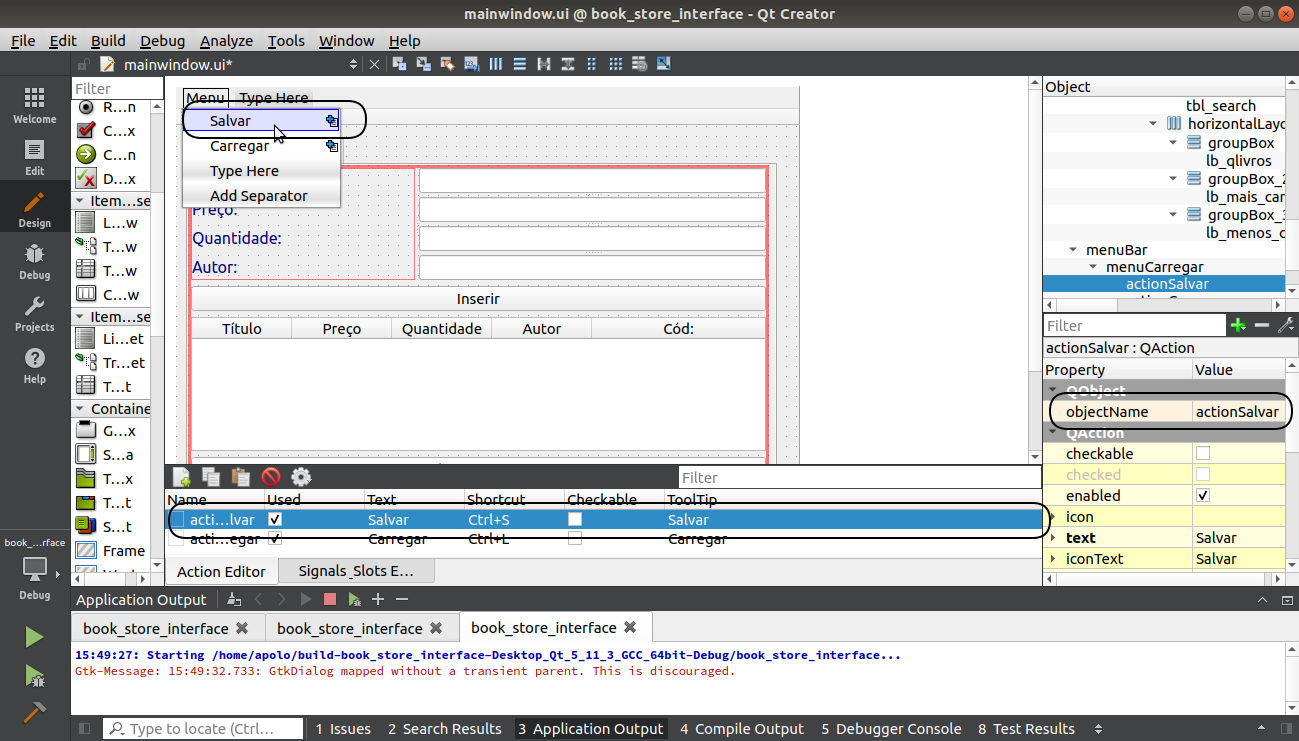 mainwindow.ui @ book_store_interface - Qt Creator
File Edit Build Debug Analyze Tools Window Help
mainwindow.ui*
Welcome
Edit
Design
Debug
Projects
Help
book_...rface
Debug
Filter
R...n
C...x
C...n
D...x
Item...se
L...w
T...w
T...w
C...w
Item...se
Li...et
Tr...et
T...t
Containe
G...x
S...a
T...x
T...t
S...t
Frame
Menu Type Here
Salvar
Carregar
Type Here
Add Separator
Preço:
Quantidade:
Autor:
Inserir
Título Preço Quantidade Autor Cód:
Filter
Name Used Text Shortcut Checkable ToolTip
acti...lvar Salvar Ctrl+S Salvar
acti...egar Carregar Ctrl+L Carregar
Action Editor Signals_Slots E...
Object
tbl_search
horizontalLayo
groupBox
lb_qlivros
groupBox_2
lb_mais_car
groupBox_3
lb_menos_c
menuBar
menuCarregar
actionSalvar
Filter
actionSalvar : QAction
Property Value
QObject
objectName actionSalvar
QAction
checkable
checked
enabled
icon
text Salvar
iconText Salvar
Application Output
book_store_interface book_store_interface book_store_interface
15:49:27: Starting /home/apolo/build-book_store_interface-Desktop_Qt_5_11_3_GCC_64bit-Debug/book_store_interface...
Gtk-Message: 15:49:32.733: GtkDialog mapped without a transient parent. This is discouraged.
Type to locate (Ctrl... 1 Issues 2 Search Results 3 Application Output 4 Compile Output 5 Debugger Console 8 Test Results